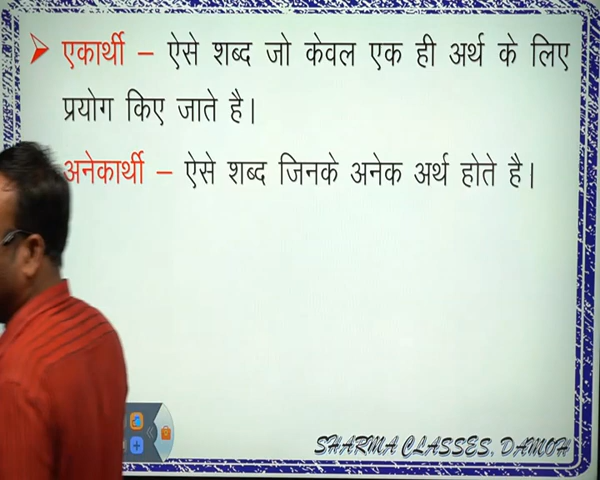 एकार्थी – ऐसे शब्द जो केवल एक ही अर्थ के लिए
प्रयोग किए जाते है।
अनेकार्थी – ऐसे शब्द जिनके अनेक अर्थ होते है।
SHARMA CLASSES, DAMOH